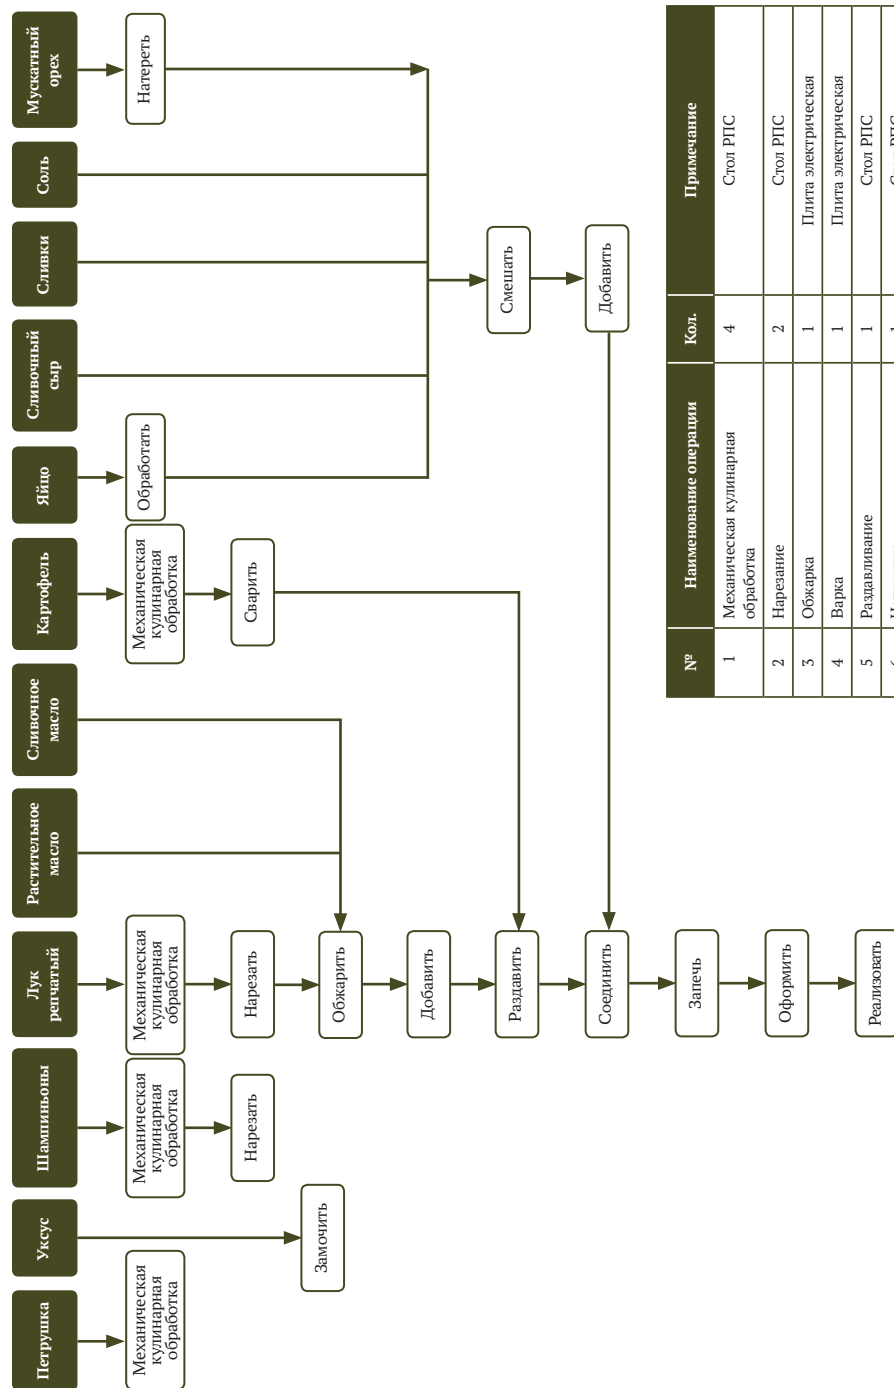 Петрушка
Уксус
Шампиньоны
Лук
репчатый
Растительное
масло
Сливочное
масло
Картофель
Яйцо
Сливочный
сыр
Сливки
Соль
Мускатный
орех
Механическая
кулинарная
обработка
Механическая
кулинарная
обработка
Механическая
кулинарная
обработка
Механическая
кулинарная
обработка
Обработать
Натереть
Нарезать
Нарезать
Сварить
Замочить
Обжарить
Добавить
Раздавить
Смешать
Соединить
Добавить
Запечь
Оформить
Реализовать
№ Наименование операции Кол. Примечание
1 Механическая кулинарная
обработка 4 Стол РПС
2 Нарезание 2 Стол РПС
3 Обжарка 1 Плита электрическая
4 Варка 1 Плита электрическая
5 Раздавливание 1 Стол РПС